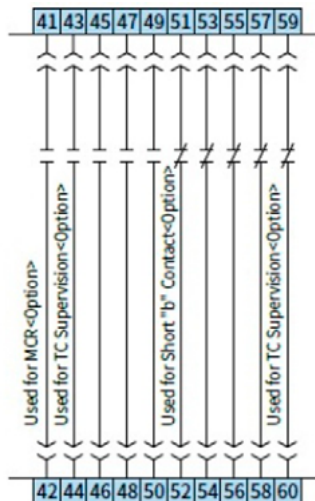 41 43 45 47 49 51 53 55 57 59
Used for MCR<Option>
Used for TC Supervision<Option>
Used for Short "b" Contact<Option>
Used for TC Supervision<Option>
42 44 46 48 50 52 54 56 58 60